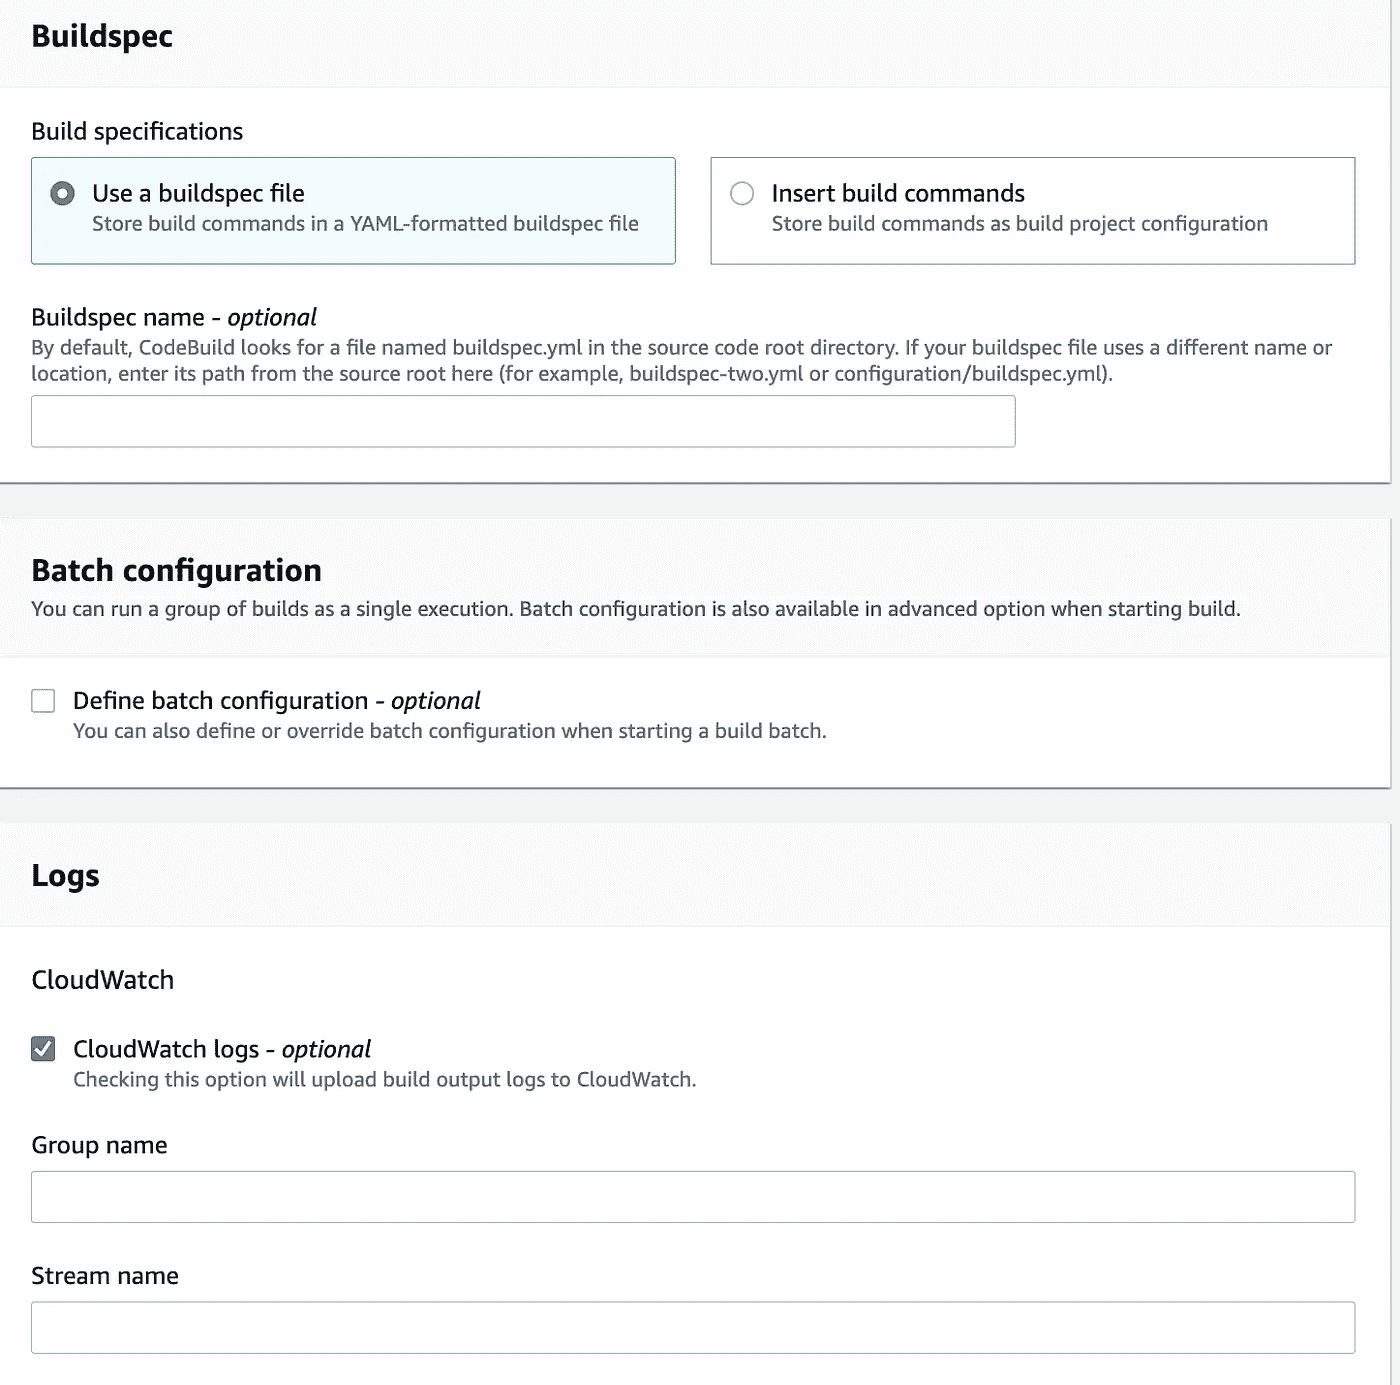 Buildspec
Build specifications
Use a buildspec file
Store build commands in a YAML-formatted buildspec file
Insert build commands
Store build commands as build project configuration
Buildspec name - optional
By default, CodeBuild looks for a file named buildspec.yml in the source code root directory. If your buildspec file uses a different name or
location, enter its path from the source root here (for example, buildspec-two.yml or configuration/buildspec.yml).
Batch configuration
You can run a group of builds as a single execution. Batch configuration is also available in advanced option when starting build.
Define batch configuration - optional
You can also define or override batch configuration when starting a build batch.
Logs
CloudWatch
CloudWatch logs - optional
Checking this option will upload build output logs to CloudWatch.
Group name
Stream name